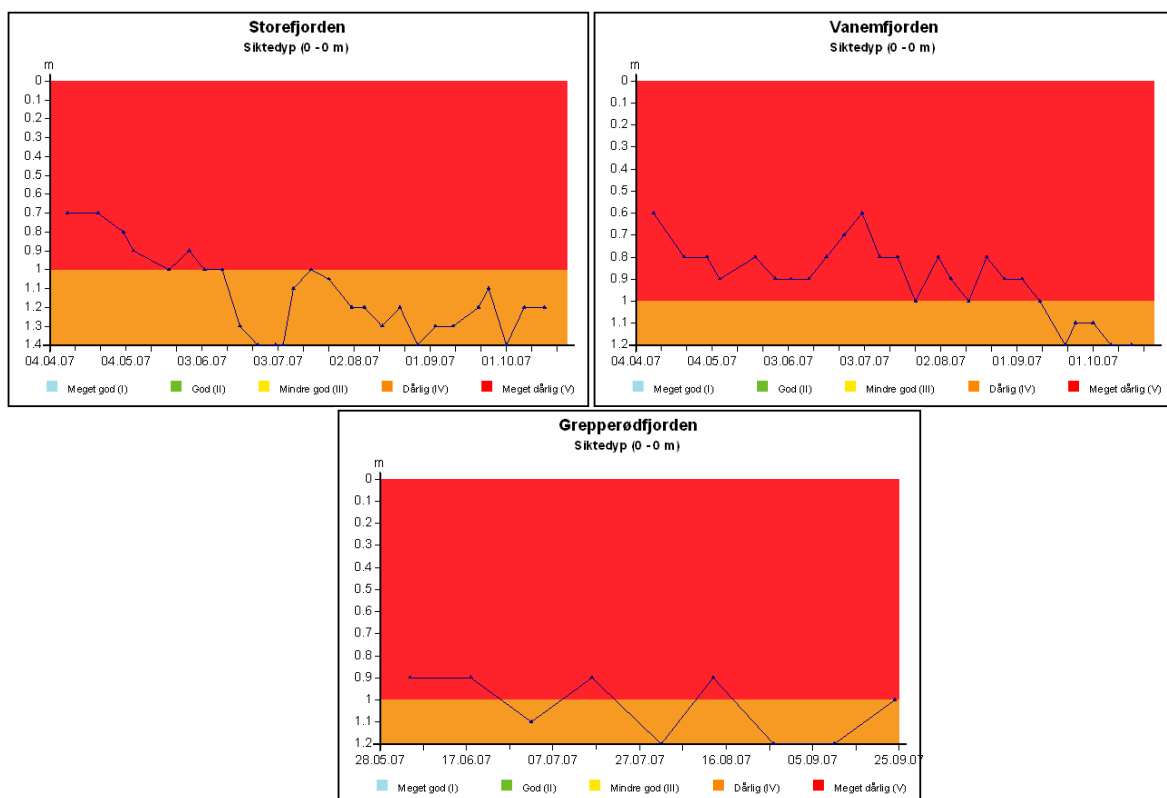 Storefjorden
Siktedyp (0 - 0 m)
m
0
0.1
0.2
0.3
0.4
0.5
0.6
0.7
0.8
0.9
1
1.1
1.2
1.3
1.4
04.04.07 04.05.07 03.06.07 03.07.07 02.08.07 01.09.07 01.10.07
Meget god (I) God (II) Mindre god (III) Dårlig (IV) Meget dårlig (V)
Vanemfjorden
Siktedyp (0 - 0 m)
m
0
0.1
0.2
0.3
0.4
0.5
0.6
0.7
0.8
0.9
1
1.1
1.2
04.04.07 04.05.07 03.06.07 03.07.07 02.08.07 01.09.07 01.10.07
Meget god (I) God (II) Mindre god (III) Dårlig (IV) Meget dårlig (V)
Grepperødfjorden
Siktedyp (0 - 0 m)
m
0
0.1
0.2
0.3
0.4
0.5
0.6
0.7
0.8
0.9
1
1.1
1.2
28.05.07 17.06.07 07.07.07 27.07.07 16.08.07 05.09.07 25.09.07
Meget god (I) God (II) Mindre god (III) Dårlig (IV) Meget dårlig (V)